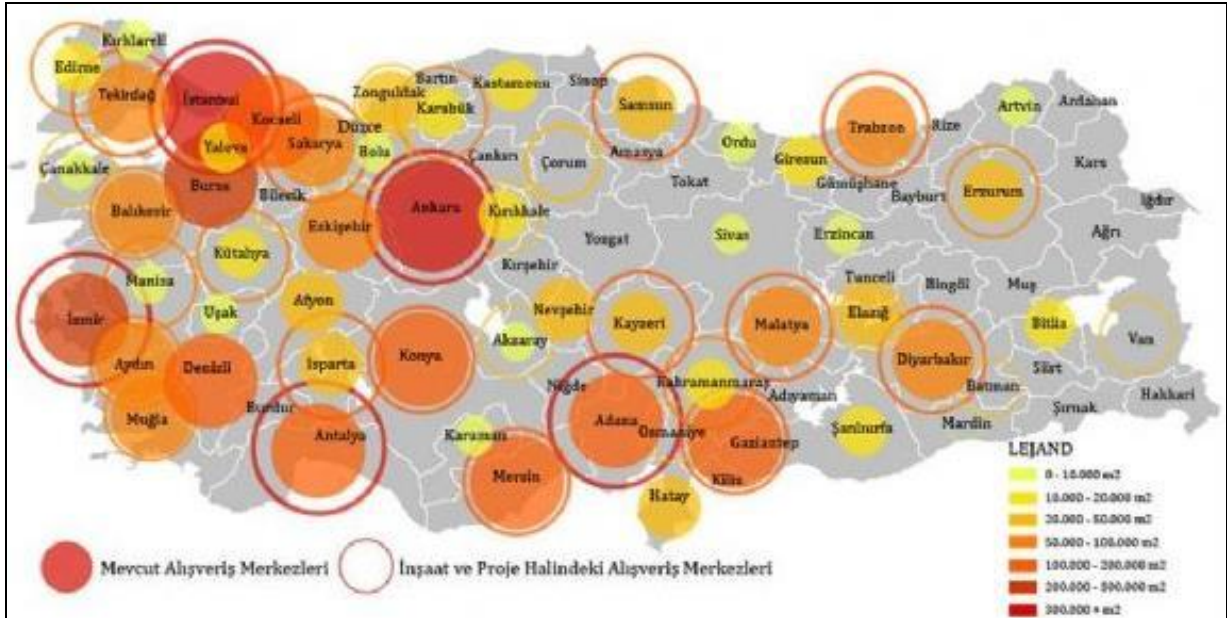 Kırklareli
Edirne
Tekirdağ
İstanbul
Kocaeli
Yalova
Sakarya
Düzce
Bolu
Zonguldak
Bartın
Karabük
Kastamonu
Sinop
Samsun
Çankırı
Çorum
Amasya
Tokat
Ordu
Giresun
Gümüşhane
Trabzon
Rize
Bayburt
Artvin
Ardahan
Kars
Erzurum
Iğdır
Ağrı
Çanakkale
Balıkesir
Bursa
Bilecik
Eskişehir
Ankara
Kırıkkale
Yozgat
Kırşehir
Sivas
Erzincan
Tunceli
Bingöl
Muş
Kütahya
Manisa
İzmir
Uşak
Afyon
Aydın
Denizli
Muğla
Isparta
Burdur
Antalya
Konya
Aksaray
Nevşehir
Niğde
Kayzeri
Malatya
Elazığ
Diyarbakır
Bitlis
Van
Siirt
Batman
Mardin
Şırnak
Hakkari
Karaman
Mersin
Adana
Osmaniye
Kahramanmaraş
Adıyaman
Gaziantep
Kilis
Hatay
Şanlıurfa
LEJAND
0 - 10.000 m2
10.000 - 20.000 m2
20.000 - 50.000 m2
50.000 - 100.000 m2
100.000 - 200.000 m2
200.000 - 300.000 m2
300.000 + m2
Mevcut Alışveriş Merkezleri
İnşaat ve Proje Halindeki Alışveriş Merkezleri